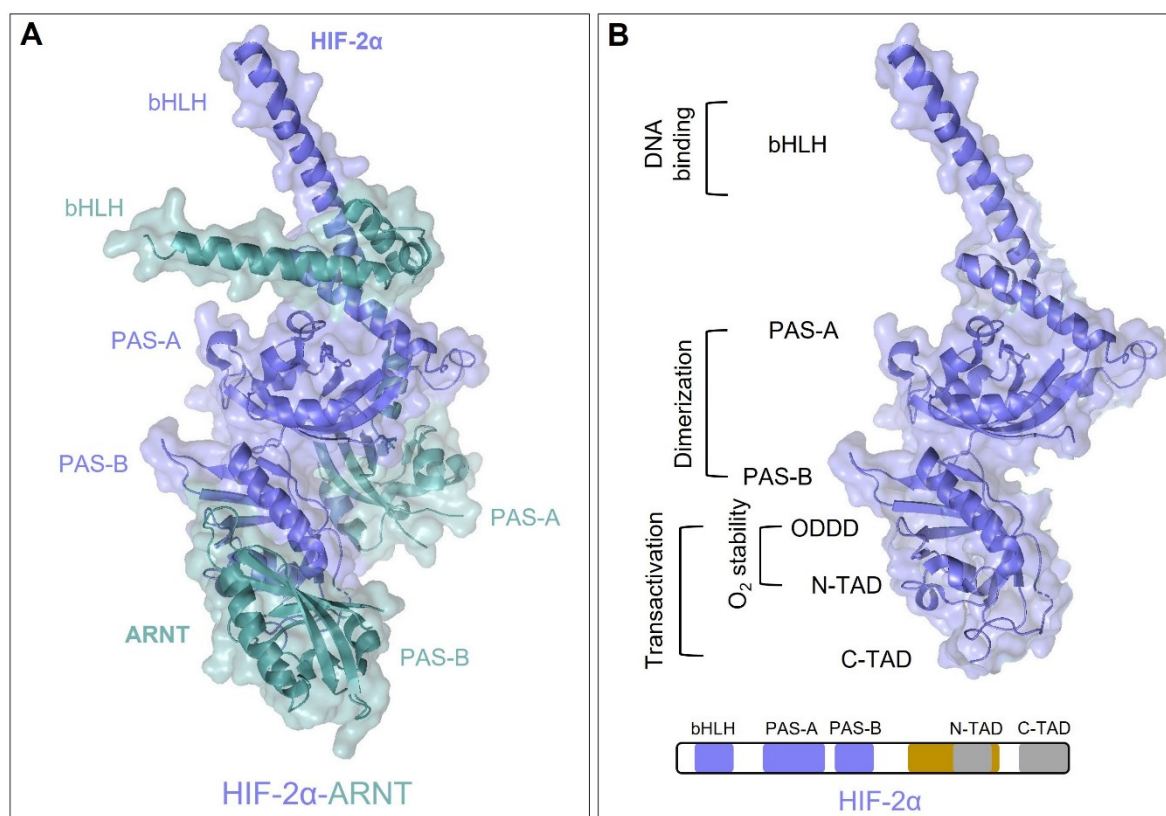 A
HIF-2α
bHLH
bHLH
PAS-A
PAS-B
PAS-A
ARNT
PAS-B
HIF-2α-ARNT
B
DNA
binding
bHLH
Dimerization
PAS-A
PAS-B
Transactivation
O₂ stability
ODDD
N-TAD
C-TAD
bHLH PAS-A PAS-B N-TAD C-TAD
HIF-2α